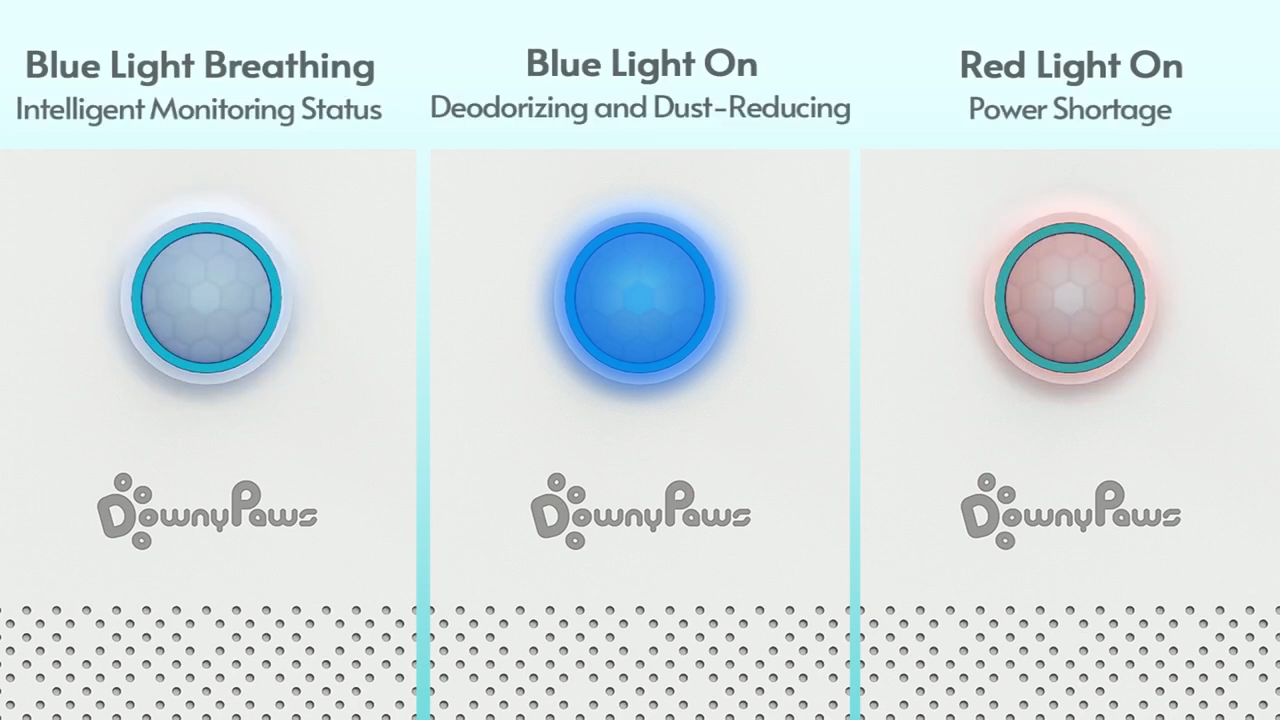 Blue Light Breathing
Intelligent Monitoring Status
Blue Light On
Deodorizing and Dust-Reducing
Red Light On
Power Shortage
DownyPaws
DownyPaws
DownyPaws